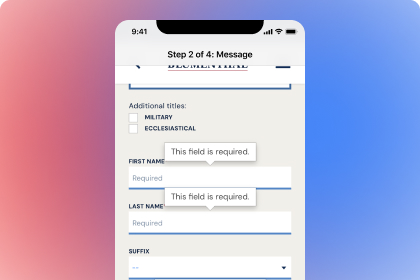 9:41
Step 2 of 4: Message
BLUMENTHAL
Additional titles:
MILITARY
ECCLESIASTICAL
This field is required.
FIRST NAME
Required
This field is required.
LAST NAME
Required
SUFFIX
--